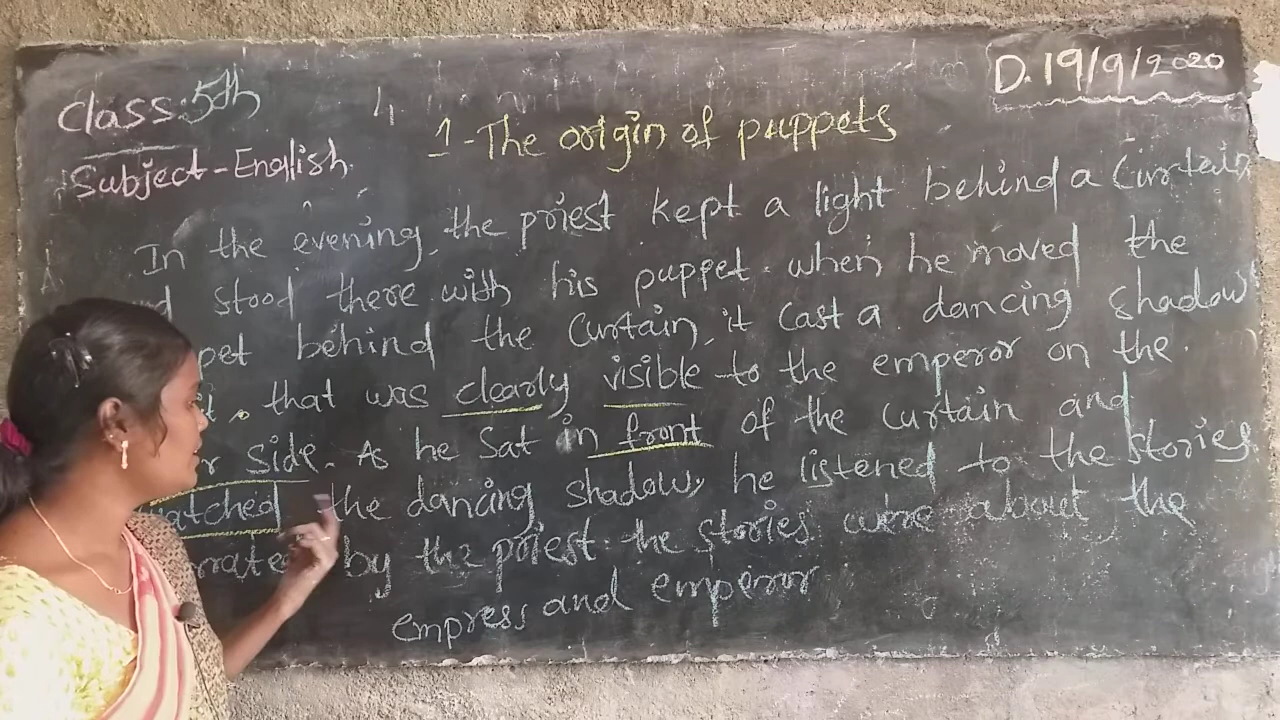 Class:5th
D. 19/9/2020
1-The origin of puppets
Subject-English
In the evening, the priest kept a light behind a Curtain
stood there with his puppet. when he moved the
behind the Curtain, it cast a dancing shadow
that was clearly visible to the emperor on the
side. As he Sat in front of the curtain and
watched the dancing shadow, he listened to the stories
by the priest. the stories were about the
empress and emperor